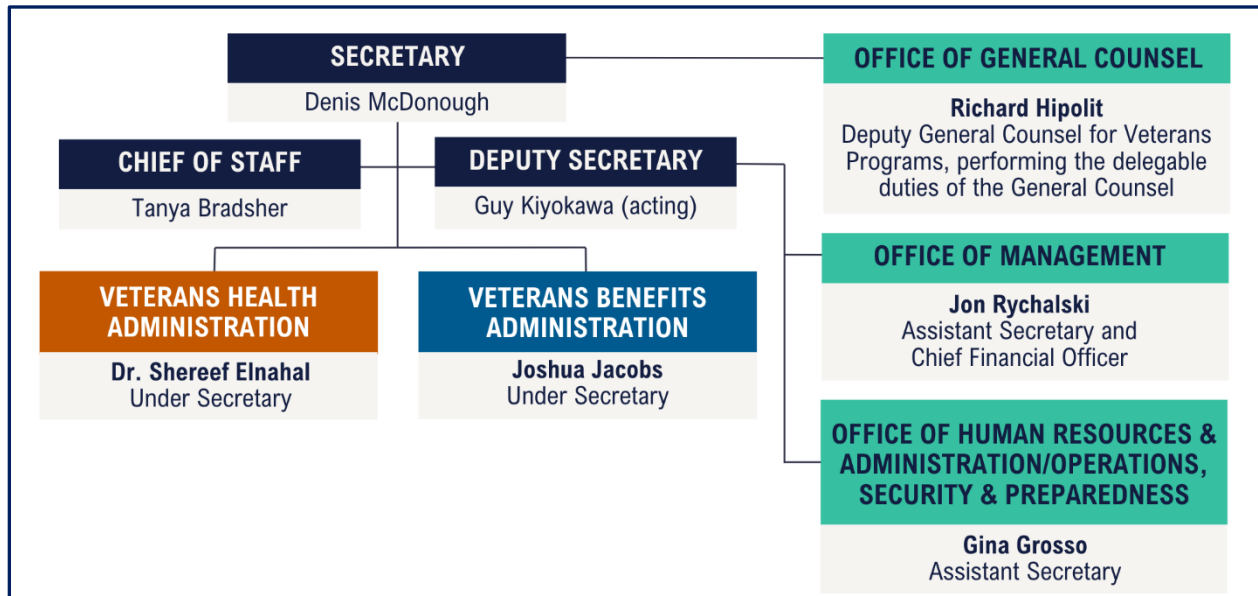 SECRETARY
Denis McDonough
CHIEF OF STAFF
Tanya Bradsher
DEPUTY SECRETARY
Guy Kiyokawa (acting)
VETERANS HEALTH
ADMINISTRATION
Dr. Shereef Elnahal
Under Secretary
VETERANS BENEFITS
ADMINISTRATION
Joshua Jacobs
Under Secretary
OFFICE OF GENERAL COUNSEL
Richard Hipolit
Deputy General Counsel for Veterans
Programs, performing the delegable
duties of the General Counsel
OFFICE OF MANAGEMENT
Jon Rychalski
Assistant Secretary and
Chief Financial Officer
OFFICE OF HUMAN RESOURCES &
ADMINISTRATION/OPERATIONS,
SECURITY & PREPAREDNESS
Gina Grosso
Assistant Secretary